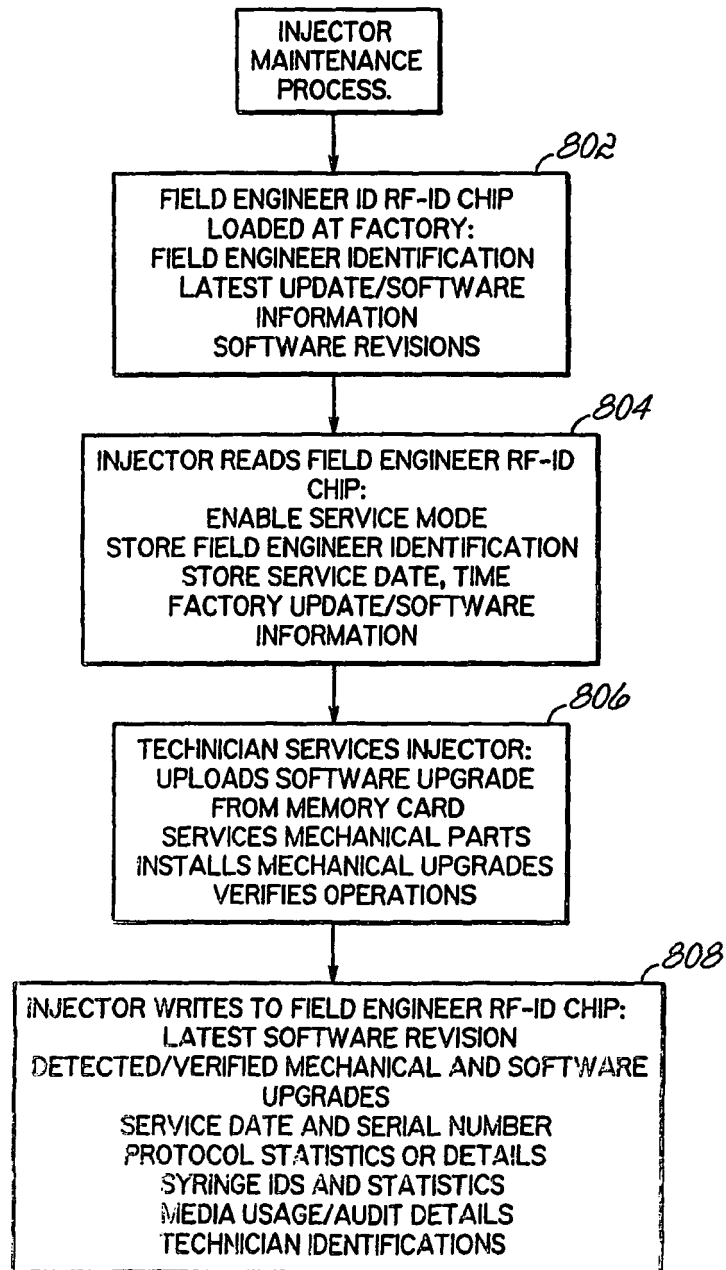 INJECTOR
MAINTENANCE
PROCESS.
802
FIELD ENGINEER ID RF-ID CHIP
LOADED AT FACTORY:
FIELD ENGINEER IDENTIFICATION
LATEST UPDATE/SOFTWARE
INFORMATION
SOFTWARE REVISIONS
804
INJECTOR READS FIELD ENGINEER RF-ID
CHIP:
ENABLE SERVICE MODE
STORE FIELD ENGINEER IDENTIFICATION
STORE SERVICE DATE, TIME
FACTORY UPDATE/SOFTWARE
INFORMATION
806
TECHNICIAN SERVICES INJECTOR:
UPLOADS SOFTWARE UPGRADE
FROM MEMORY CARD
SERVICES MECHANICAL PARTS
INSTALLS MECHANICAL UPGRADES
VERIFIES OPERATIONS
808
INJECTOR WRITES TO FIELD ENGINEER RF-ID CHIP:
LATEST SOFTWARE REVISION
DETECTED/VERIFIED MECHANICAL AND SOFTWARE
UPGRADES
SERVICE DATE AND SERIAL NUMBER
PROTOCOL STATISTICS OR DETAILS
SYRINGE IDS AND STATISTICS
MEDIA USAGE/AUDIT DETAILS
TECHNICIAN IDENTIFICATIONS